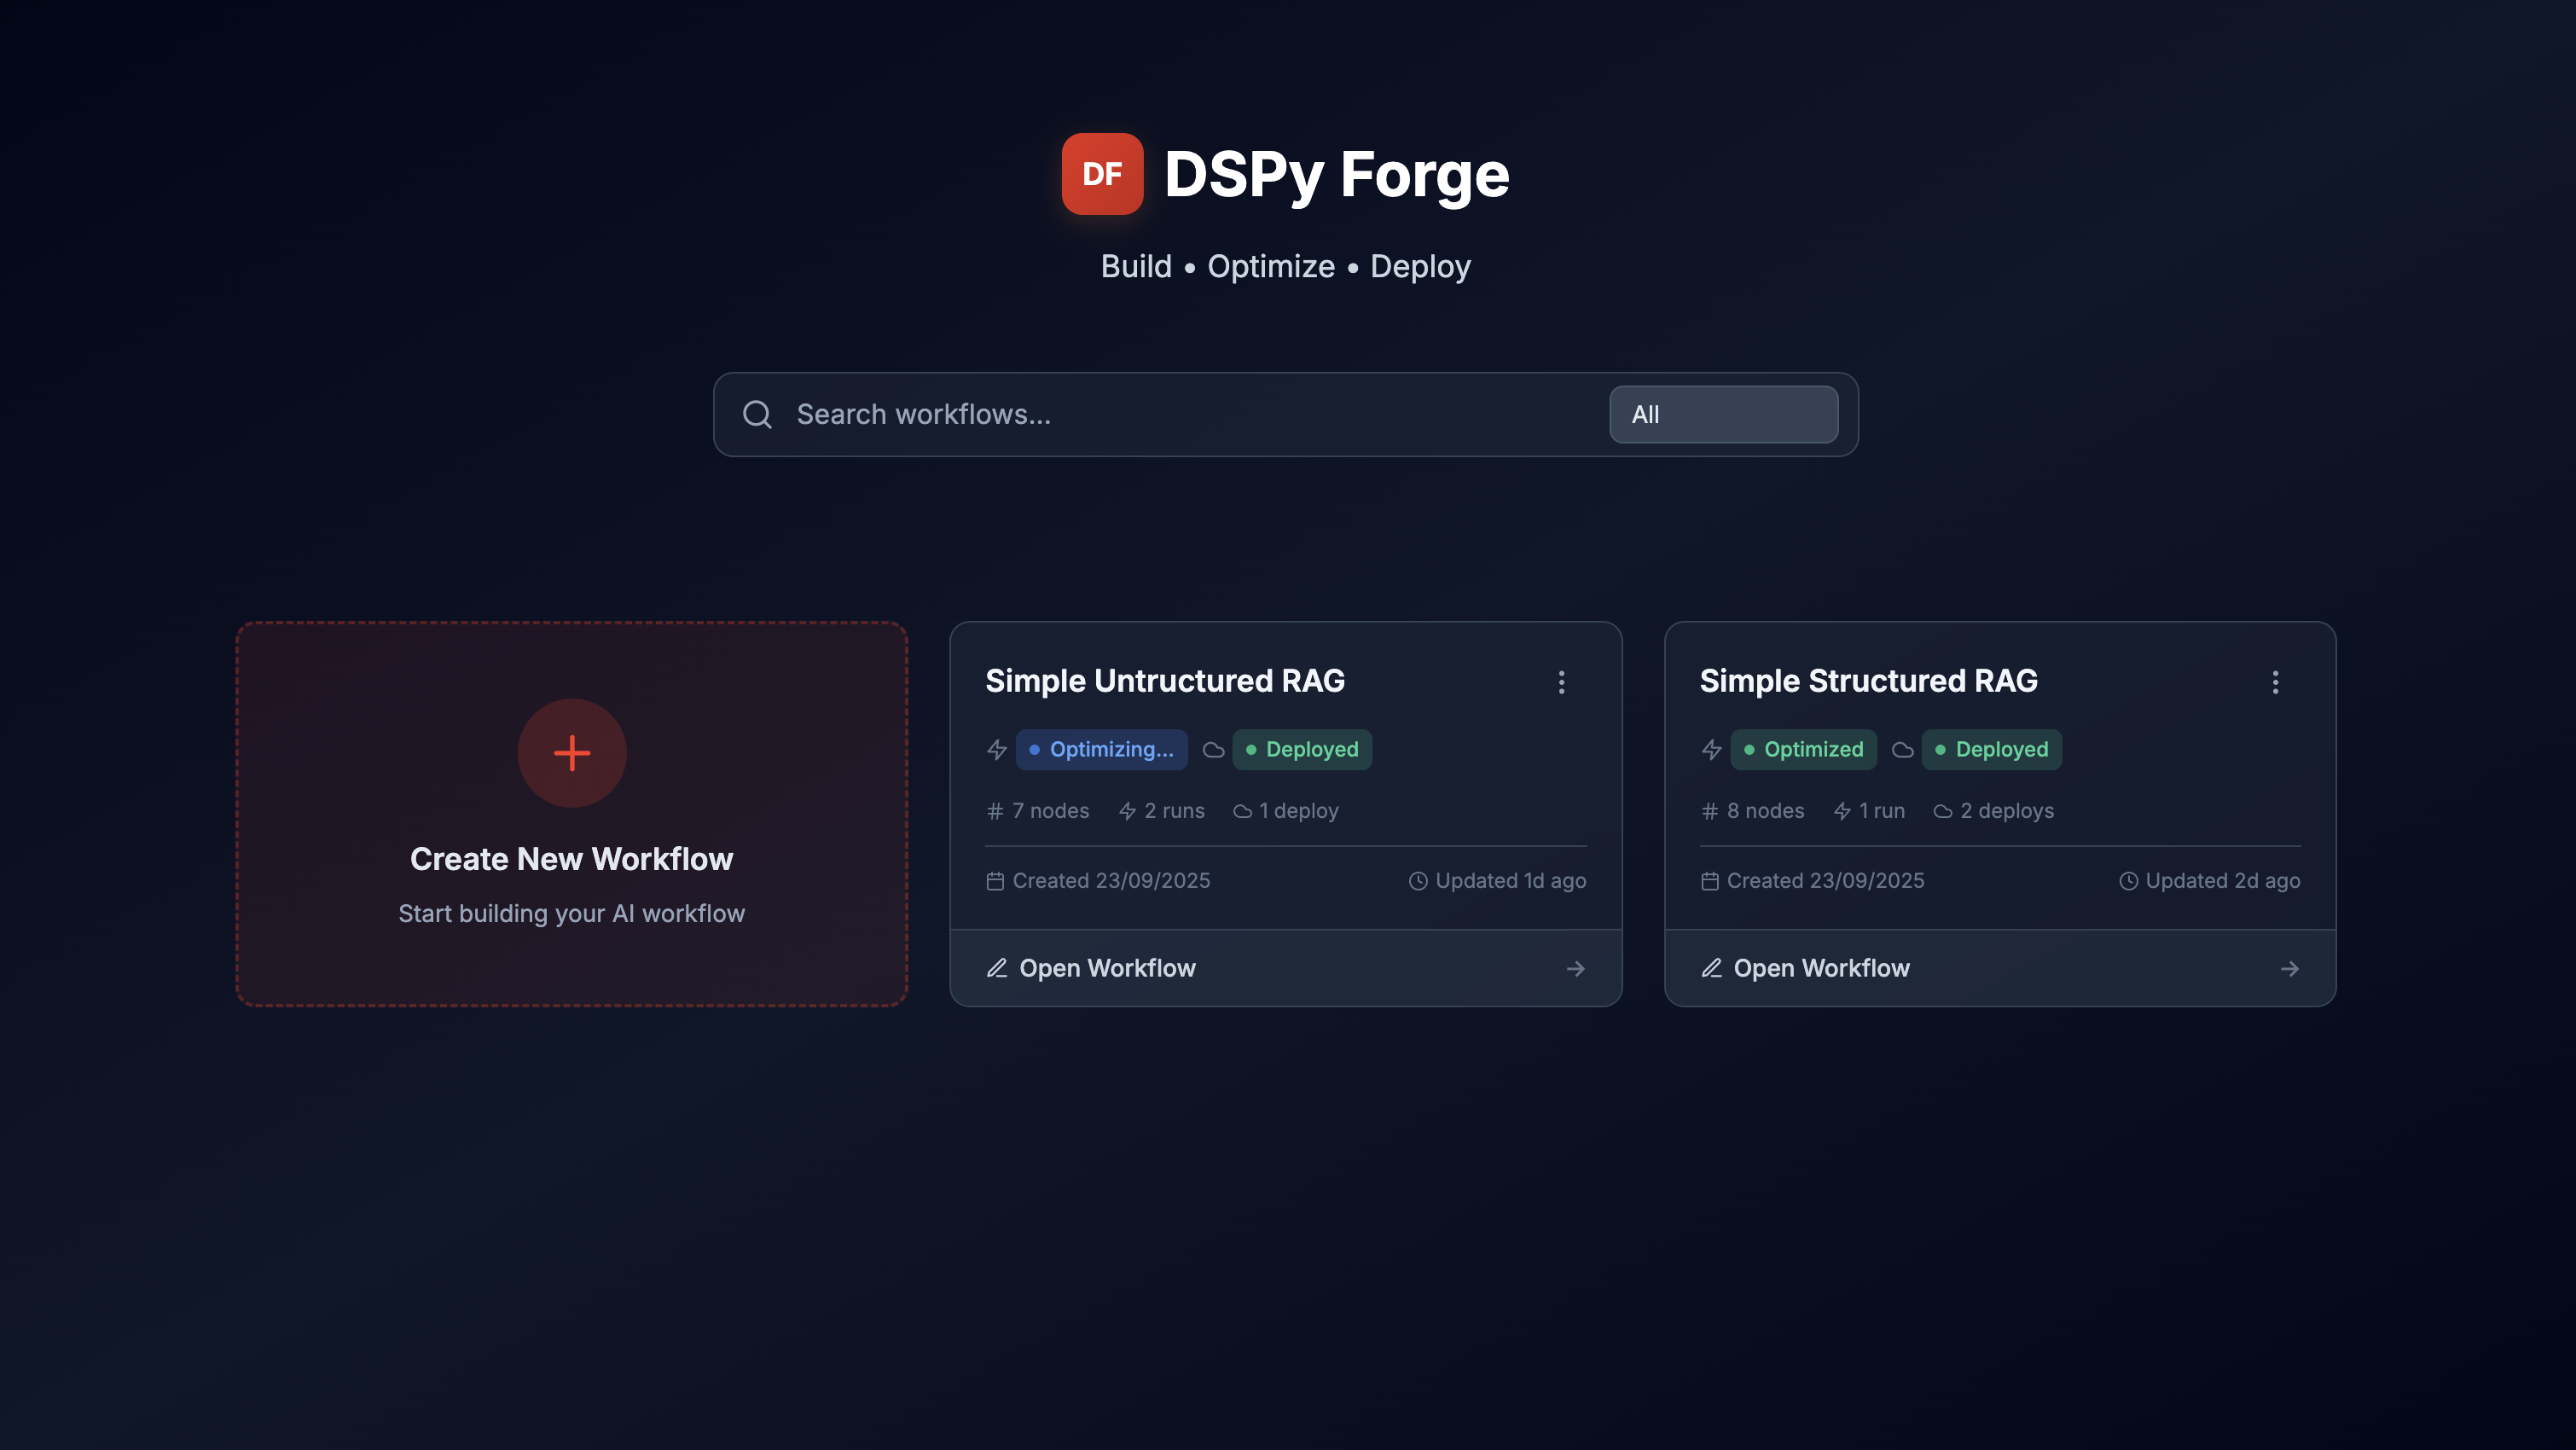 DF
DSPy Forge
Build • Optimize • Deploy
Search workflows...
All
Create New Workflow
Start building your AI workflow
Simple Untructured RAG
Optimizing... Deployed
7 nodes 2 runs 1 deploy
Created 23/09/2025 Updated 1d ago
Open Workflow
Simple Structured RAG
Optimized Deployed
8 nodes 1 run 2 deploys
Created 23/09/2025 Updated 2d ago
Open Workflow